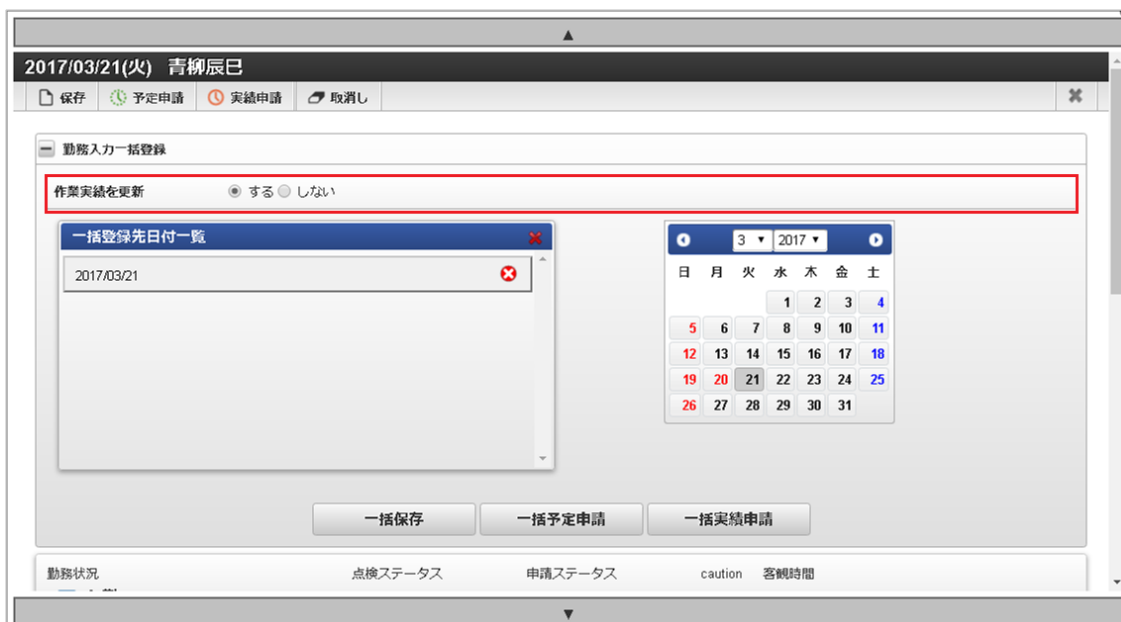 ▲
2017/03/21(火) 青柳辰巳
保存 予定申請 実績申請 取消し
勤務入力一括登録
作業実績を更新 する しない
一括登録先日付一覧
2017/03/21
3 2017
日 月 火 水 木 金 土
1 2 3 4
5 6 7 8 9 10 11
12 13 14 15 16 17 18
19 20 21 22 23 24 25
26 27 28 29 30 31
一括保存 一括予定申請 一括実績申請
勤務状況 点検ステータス 申請ステータス caution 客観時間
▼